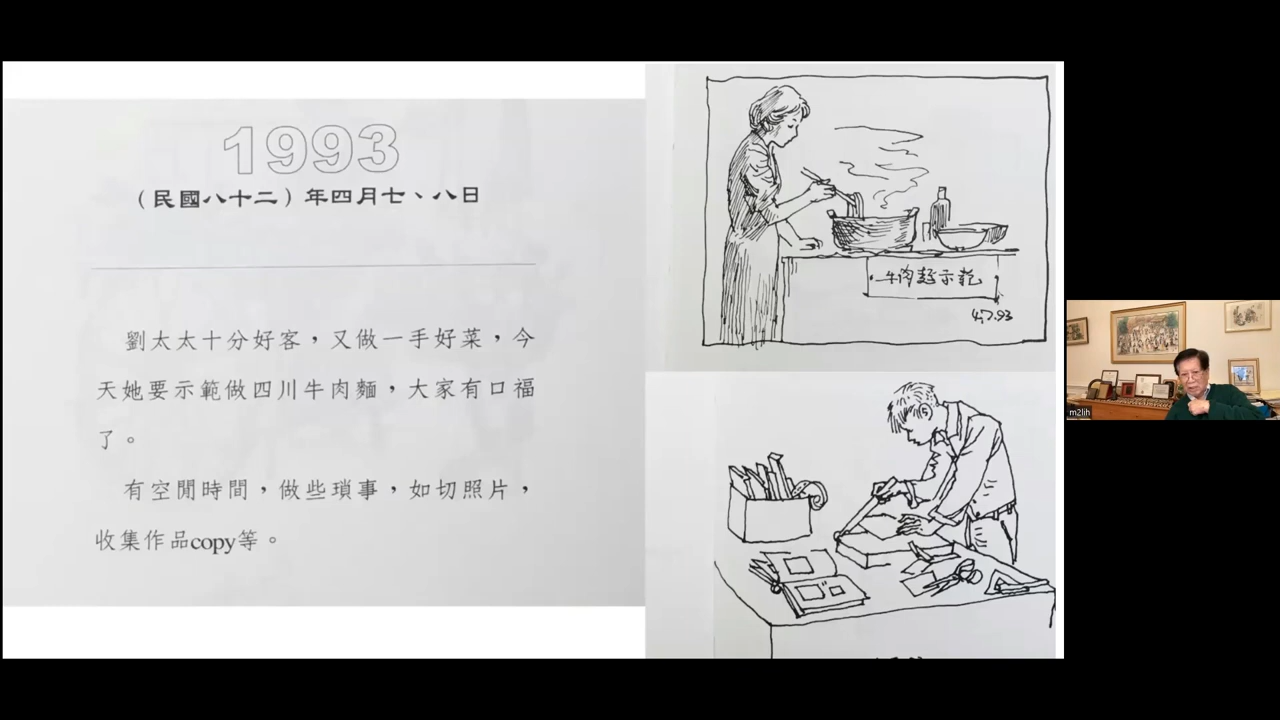 1993
（民國八十二）年四月七、八日
劉太太十分好客，又做一手好菜，今
天她要示範做四川牛肉麵，大家有口福
了。
有空閒時間，做些瑣事，如切照片，
收集作品copy等。
牛肉麵示範
4.7.93
m2lih